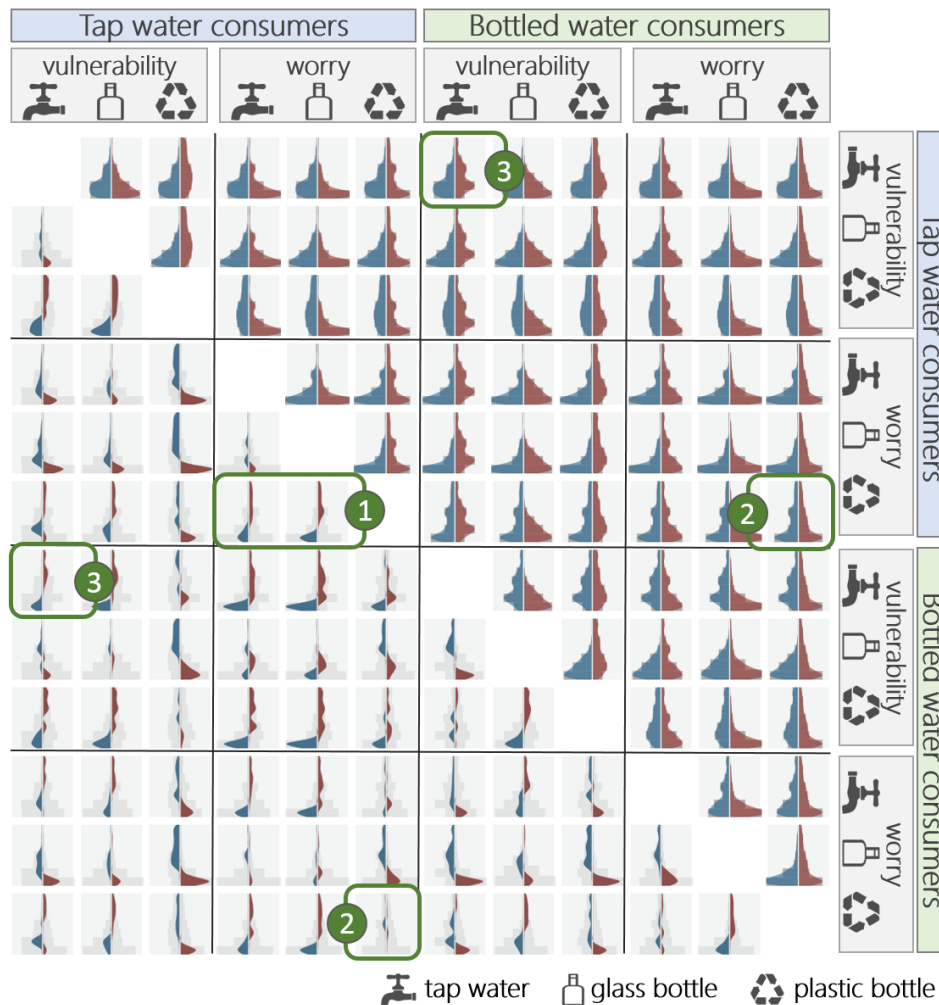 Tap water consumers
Bottled water consumers
vulnerability
worry
vulnerability
worry
3
vulnerability
Tap water consumers
worry
1
2
3
vulnerability
Bottled water consumers
worry
2
tap water
glass bottle
plastic bottle